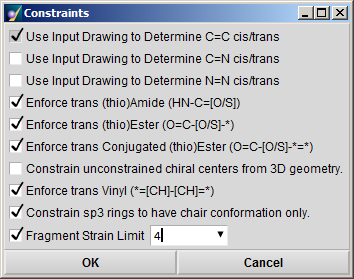 Constraints
Use Input Drawing to Determine C=C cis/trans
Use Input Drawing to Determine C=N cis/trans
Use Input Drawing to Determine N=N cis/trans
Enforce trans (thio)Amide (HN-C=[O/S])
Enforce trans (thio)Ester (O=C-[O/S]-*)
Enforce trans Conjugated (thio)Ester (O=C-[O/S]-*=*)
Constrain unconstrained chiral centers from 3D geometry.
Enforce trans Vinyl (*=[CH]-[CH]=*)
Constrain sp3 rings to have chair conformation only.
Fragment Strain Limit 4
OK Cancel